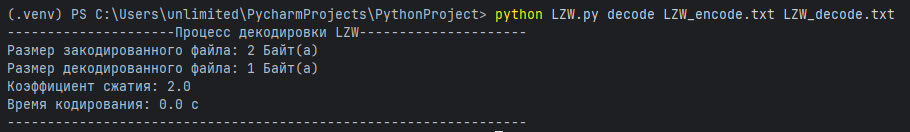 (.venv) PS C:\Users\unlimited\PycharmProjects\PythonProject> python LZW.py decode LZW_encode.txt LZW_decode.txt
---------------------Процесс декодировки LZW---------------------
Размер закодированного файла: 2 Байт(а)
Размер декодированного файла: 1 Байт(а)
Коэффициент сжатия: 2.0
Время кодирования: 0.0 с
-----------------------------------------------------------------